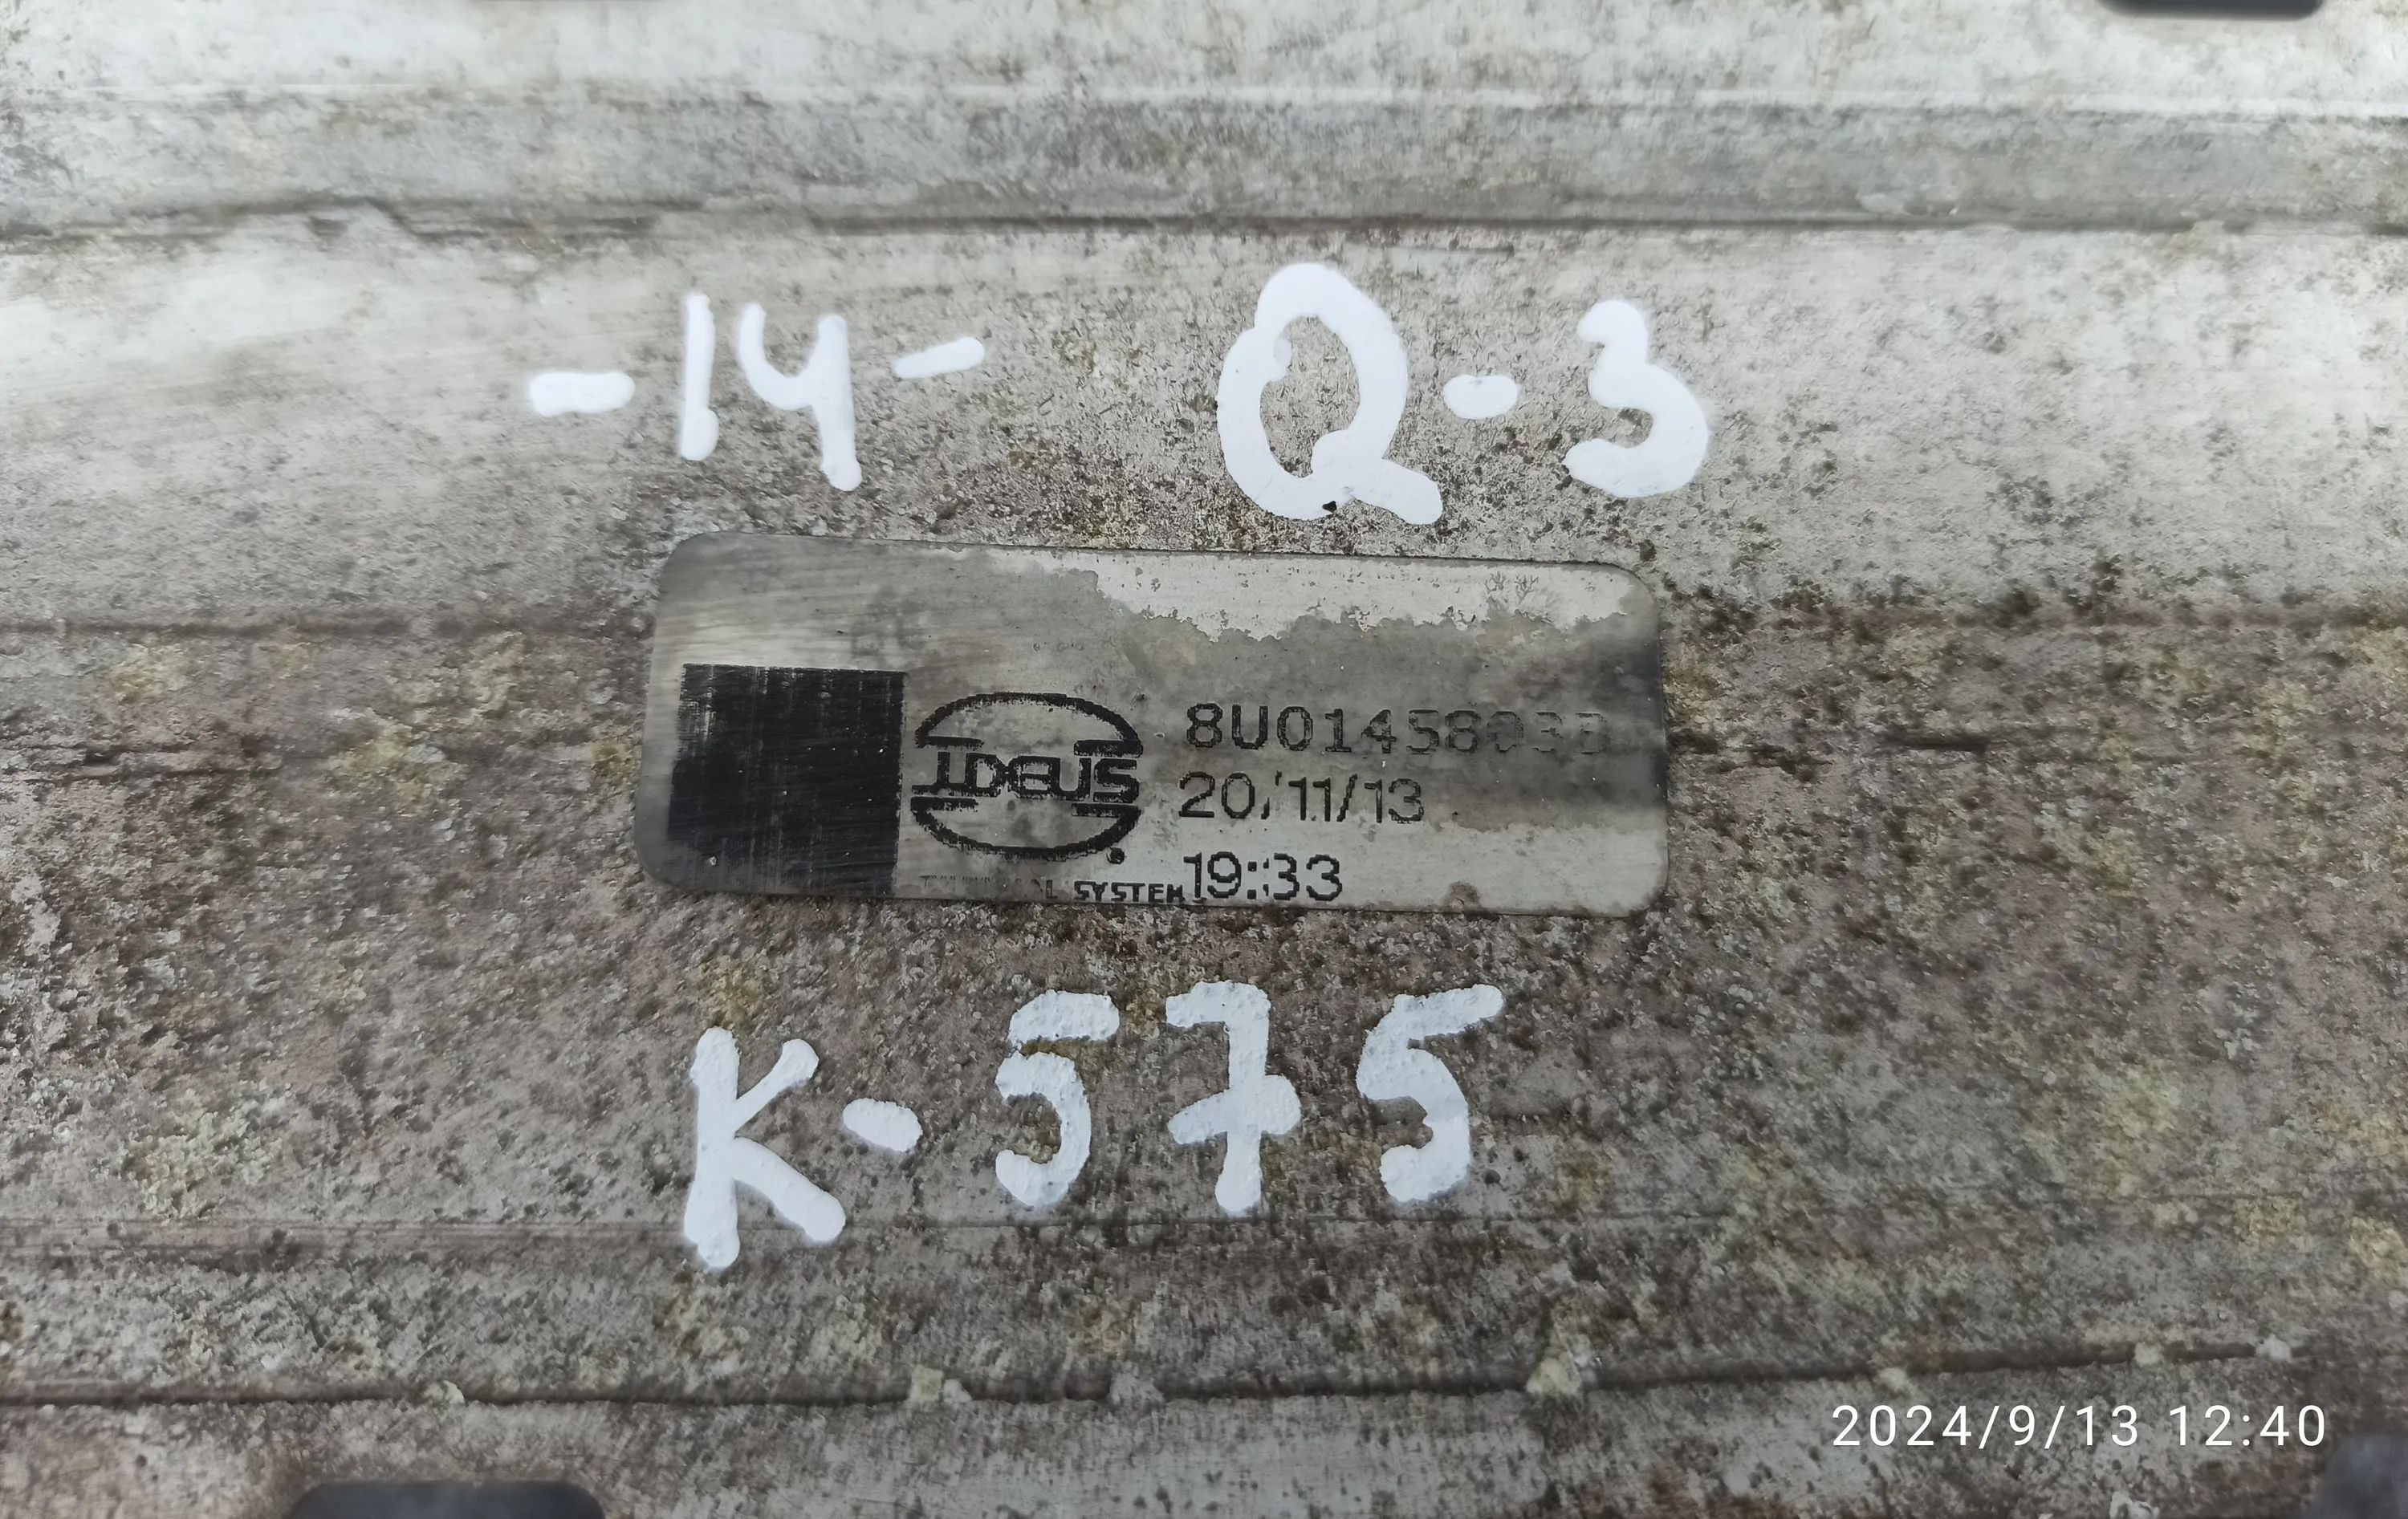 -14- Q-3
8U0145803B
IDEUS
20/11/13
SYSTEM
19:33
K-575
2024/9/13 12:40